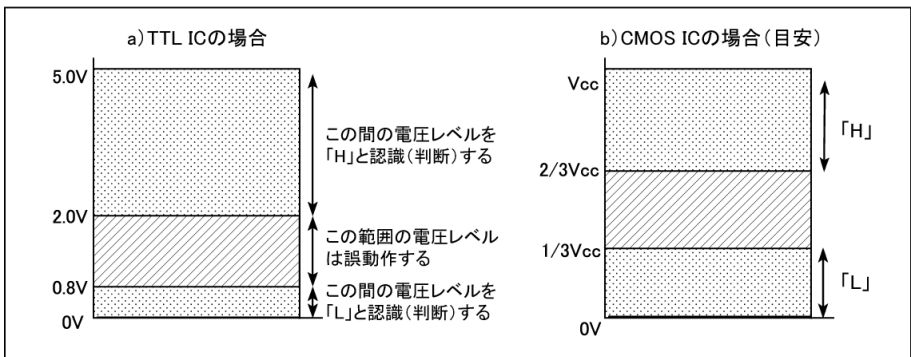 a)TTL ICの場合
5.0V
この間の電圧レベルを
「H」と認識(判断)する
2.0V
この範囲の電圧レベル
は誤動作する
0.8V
この間の電圧レベルを
「L」と認識(判断)する
0V
b)CMOS ICの場合(目安)
Vcc
「H」
2/3Vcc
1/3Vcc
「L」
0V